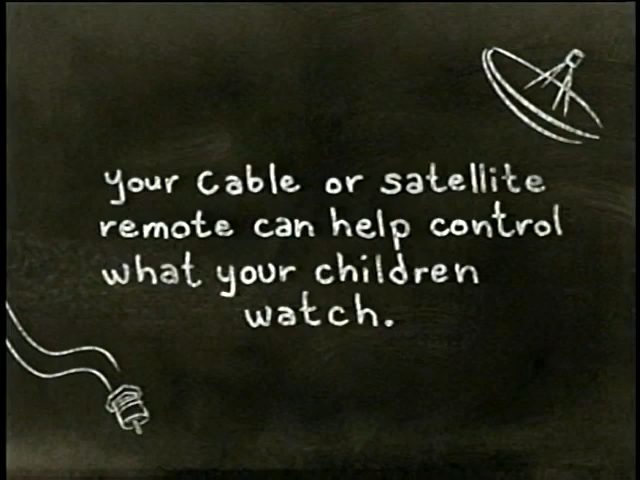 your cable or satellite
remote can help control
what your children
watch.